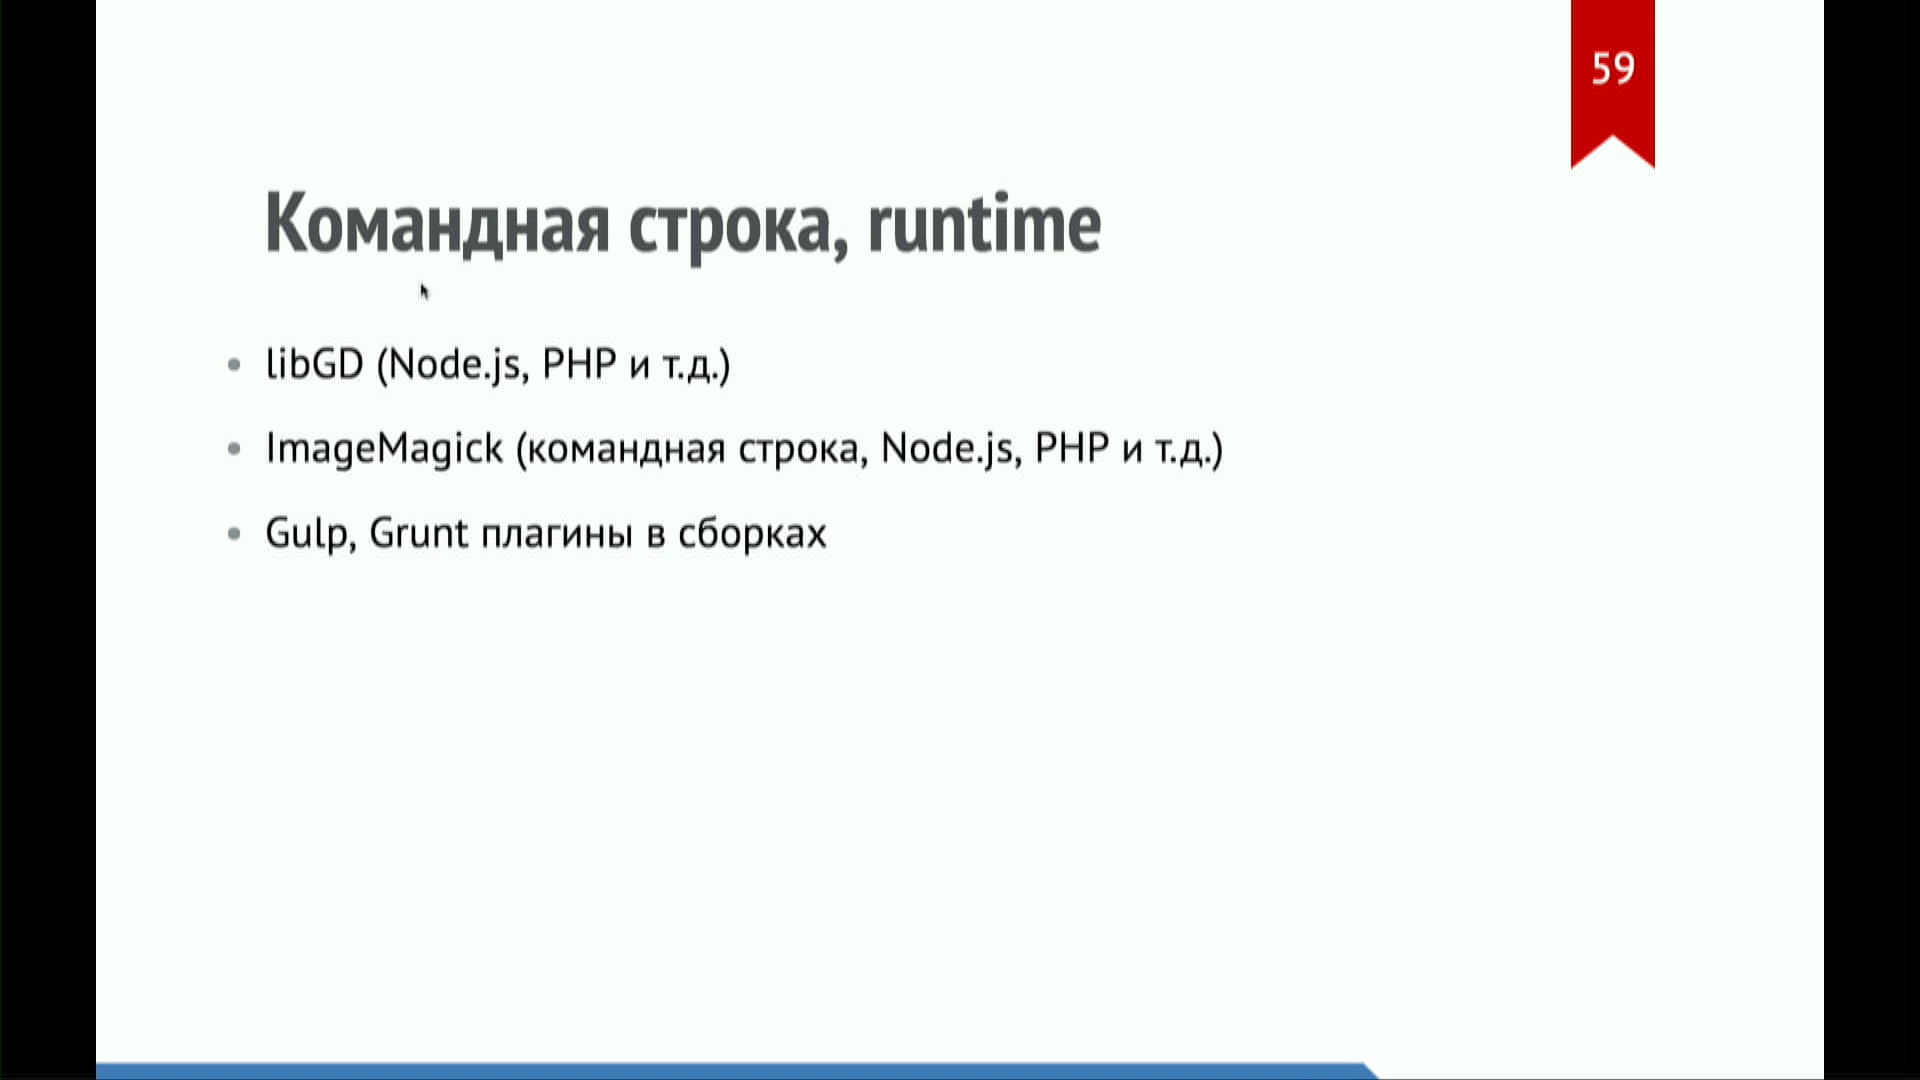 59
Командная строка, runtime
• libGD (Node.js, PHP и т.д.)
• ImageMagick (командная строка, Node.js, PHP и т.д.)
• Gulp, Grunt плагины в сборках